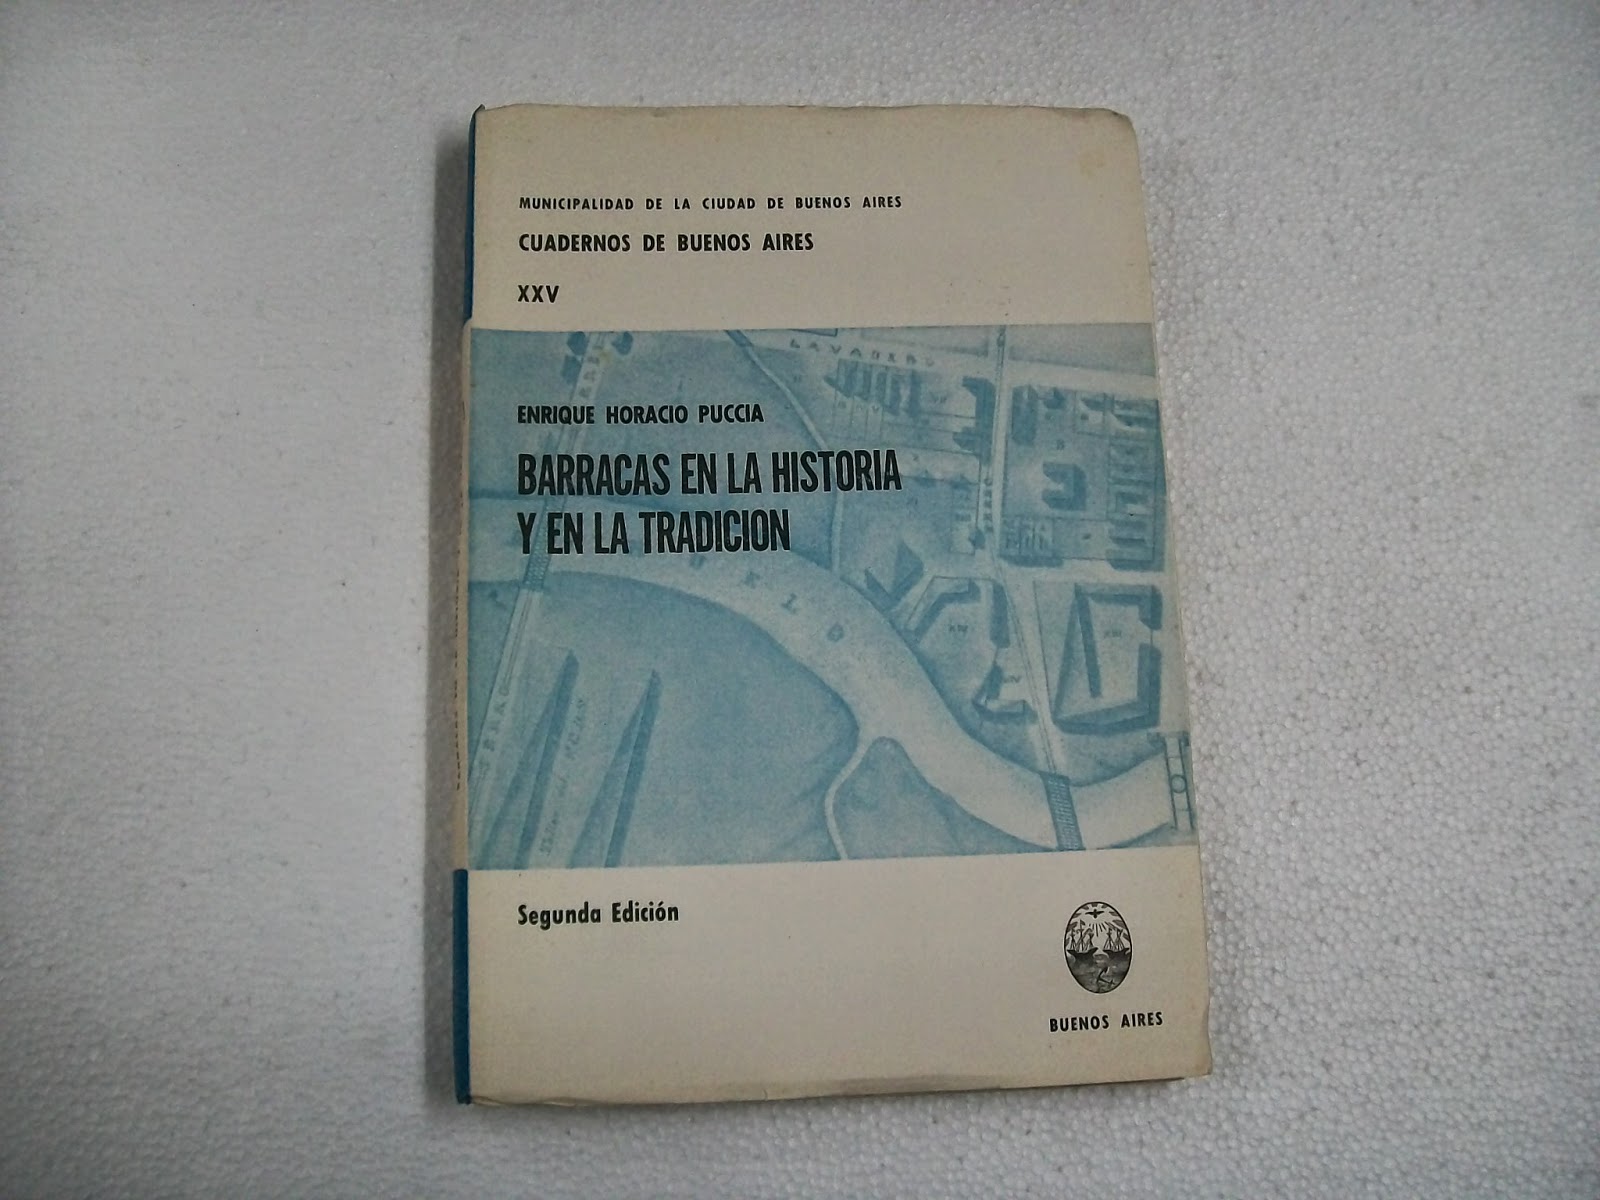 MUNICIPALIDAD DE LA CIUDAD DE BUENOS AIRES
CUADERNOS DE BUENOS AIRES
XXV
LAVADERO
ENRIQUE HORACIO PUCCIA
BARRACAS EN LA HISTORIA
Y EN LA TRADICION
Segunda Edición
BUENOS AIRES